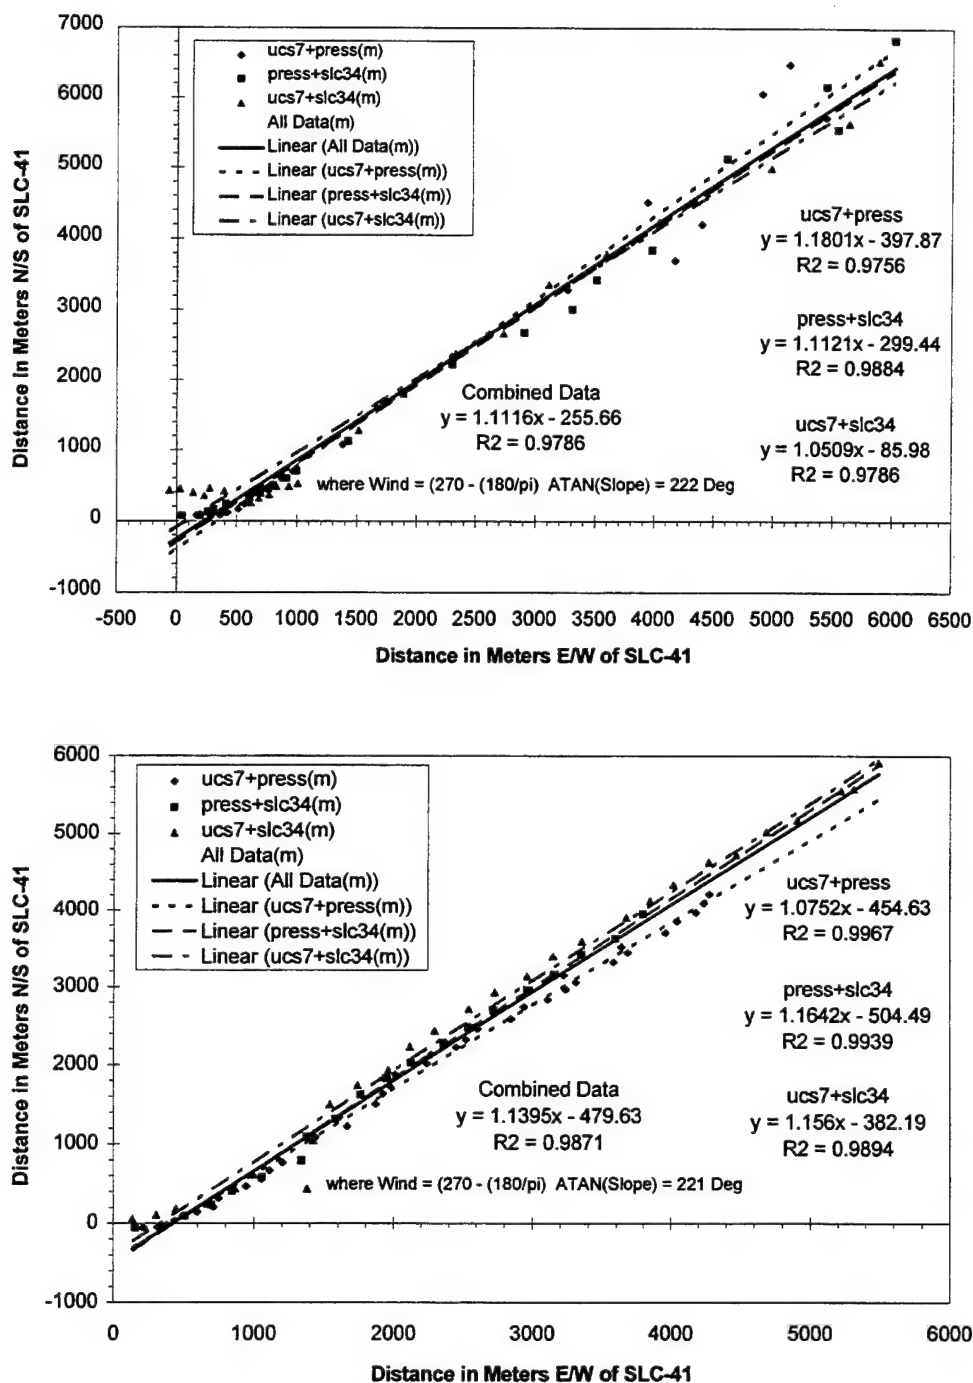 7000
6000
5000
4000
3000
2000
1000
0
-1000
Distance in Meters N/S of SLC-41
ucs7+press(m)
press+slc34(m)
ucs7+slc34(m)
All Data(m)
Linear (All Data(m))
Linear (ucs7+press(m))
Linear (press+slc34(m))
Linear (ucs7+slc34(m))
ucs7+press
y = 1.1801x - 397.87
R2 = 0.9756
press+slc34
y = 1.1121x - 299.44
R2 = 0.9884
Combined Data
y = 1.1116x - 255.66
R2 = 0.9786
ucs7+slc34
y = 1.0509x - 85.98
R2 = 0.9786
where Wind = (270 - (180/pi) ATAN(Slope) = 222 Deg
-500 0 500 1000 1500 2000 2500 3000 3500 4000 4500 5000 5500 6000 6500
Distance in Meters E/W of SLC-41
6000
5000
4000
3000
2000
1000
0
-1000
Distance in Meters N/S of SLC-41
ucs7+press(m)
press+slc34(m)
ucs7+slc34(m)
All Data(m)
Linear (All Data(m))
Linear (ucs7+press(m))
Linear (press+slc34(m))
Linear (ucs7+slc34(m))
ucs7+press
y = 1.0752x - 454.63
R2 = 0.9967
press+slc34
y = 1.1642x - 504.49
R2 = 0.9939
Combined Data
y = 1.1395x - 479.63
R2 = 0.9871
ucs7+slc34
y = 1.156x - 382.19
R2 = 0.9894
where Wind = (270 - (180/pi) ATAN(Slope) = 221 Deg
0 1000 2000 3000 4000 5000 6000
Distance in Meters E/W of SLC-41